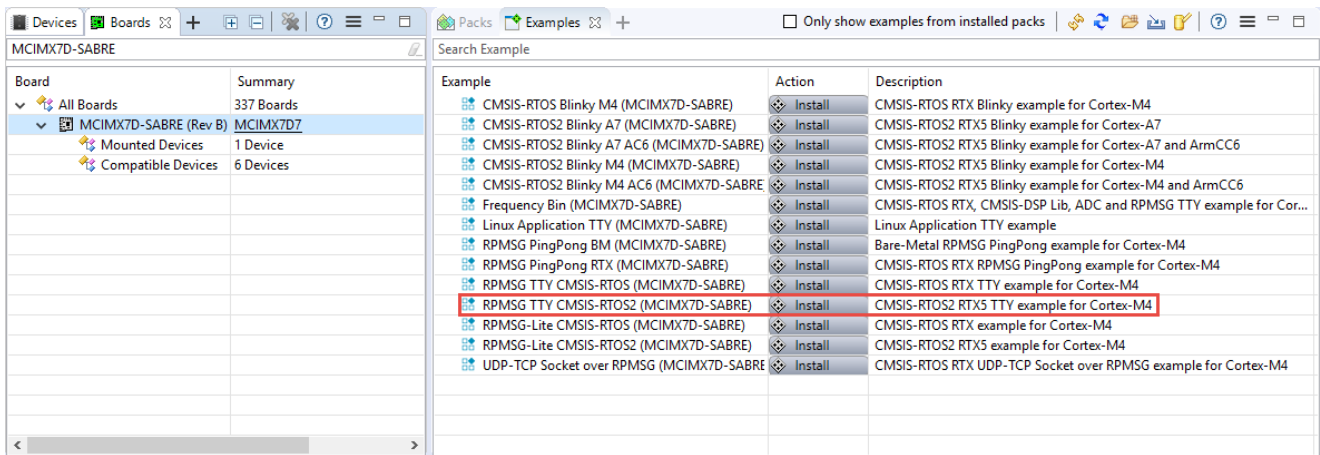 Devices Boards Packs Examples Only show examples from installed packs
MCIMX7D-SABRE Search Example
Board Summary
All Boards 337 Boards
MCIMX7D-SABRE (Rev B) MCIMX7D7
Mounted Devices 1 Device
Compatible Devices 6 Devices
Example Action Description
CMSIS-RTOS Blinky M4 (MCIMX7D-SABRE) Install CMSIS-RTOS RTX Blinky example for Cortex-M4
CMSIS-RTOS2 Blinky A7 (MCIMX7D-SABRE) Install CMSIS-RTOS2 RTX5 Blinky example for Cortex-A7
CMSIS-RTOS2 Blinky A7 AC6 (MCIMX7D-SABRE) Install CMSIS-RTOS2 RTX5 Blinky example for Cortex-A7 and ArmCC6
CMSIS-RTOS2 Blinky M4 (MCIMX7D-SABRE) Install CMSIS-RTOS2 RTX5 Blinky example for Cortex-M4
CMSIS-RTOS2 Blinky M4 AC6 (MCIMX7D-SABRE Install CMSIS-RTOS2 RTX5 Blinky example for Cortex-M4 and ArmCC6
Frequency Bin (MCIMX7D-SABRE) Install CMSIS-RTOS RTX, CMSIS-DSP Lib, ADC and RPMSG TTY example for Cor...
Linux Application TTY (MCIMX7D-SABRE) Install Linux Application TTY example
RPMSG PingPong BM (MCIMX7D-SABRE) Install Bare-Metal RPMSG PingPong example for Cortex-M4
RPMSG PingPong RTX (MCIMX7D-SABRE) Install CMSIS-RTOS RTX RPMSG PingPong example for Cortex-M4
RPMSG TTY CMSIS-RTOS (MCIMX7D-SABRE) Install CMSIS-RTOS RTX TTY example for Cortex-M4
RPMSG TTY CMSIS-RTOS2 (MCIMX7D-SABRE) Install CMSIS-RTOS2 RTX5 TTY example for Cortex-M4
RPMSG-Lite CMSIS-RTOS (MCIMX7D-SABRE) Install CMSIS-RTOS RTX example for Cortex-M4
RPMSG-Lite CMSIS-RTOS2 (MCIMX7D-SABRE) Install CMSIS-RTOS2 RTX5 example for Cortex-M4
UDP-TCP Socket over RPMSG (MCIMX7D-SABRE Install CMSIS-RTOS RTX UDP-TCP Socket over RPMSG example for Cortex-M4